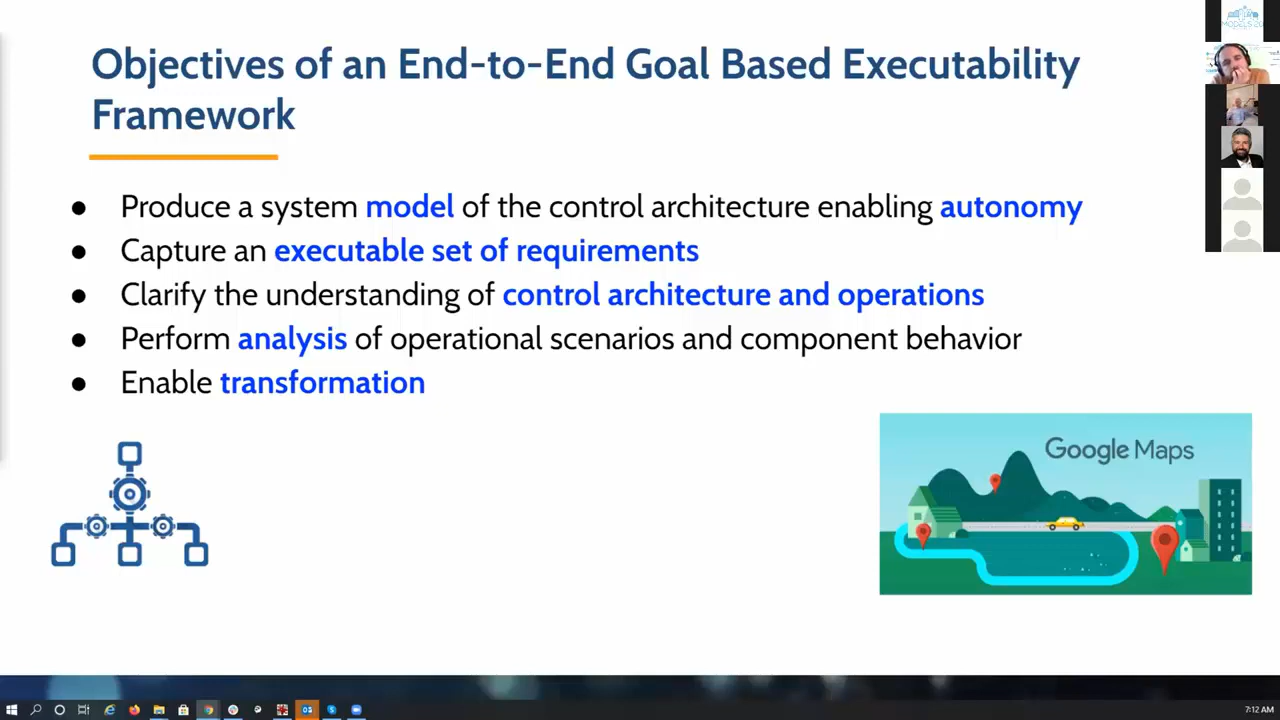 Objectives of an End-to-End Goal Based Executability
Framework
● Produce a system model of the control architecture enabling autonomy
● Capture an executable set of requirements
● Clarify the understanding of control architecture and operations
● Perform analysis of operational scenarios and component behavior
● Enable transformation
Google Maps
MODELS 20
7:12 AM